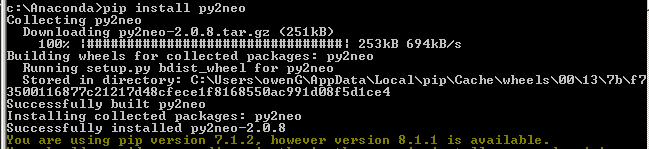 c:\Anaconda>pip install py2neo
Collecting py2neo
Downloading py2neo-2.0.8.tar.gz (251kB)
100% |################################| 253kB 694kB/s
Building wheels for collected packages: py2neo
Running setup.py bdist_wheel for py2neo
Stored in directory: C:\Users\owenG\AppData\Local\pip\Cache\wheels\00\13\7b\f7
3500116877c21217d48cfece1f8168550ac991d08f5d1ce4
Successfully built py2neo
Installing collected packages: py2neo
Successfully installed py2neo-2.0.8
You are using pip version 7.1.2, however version 8.1.1 is available.